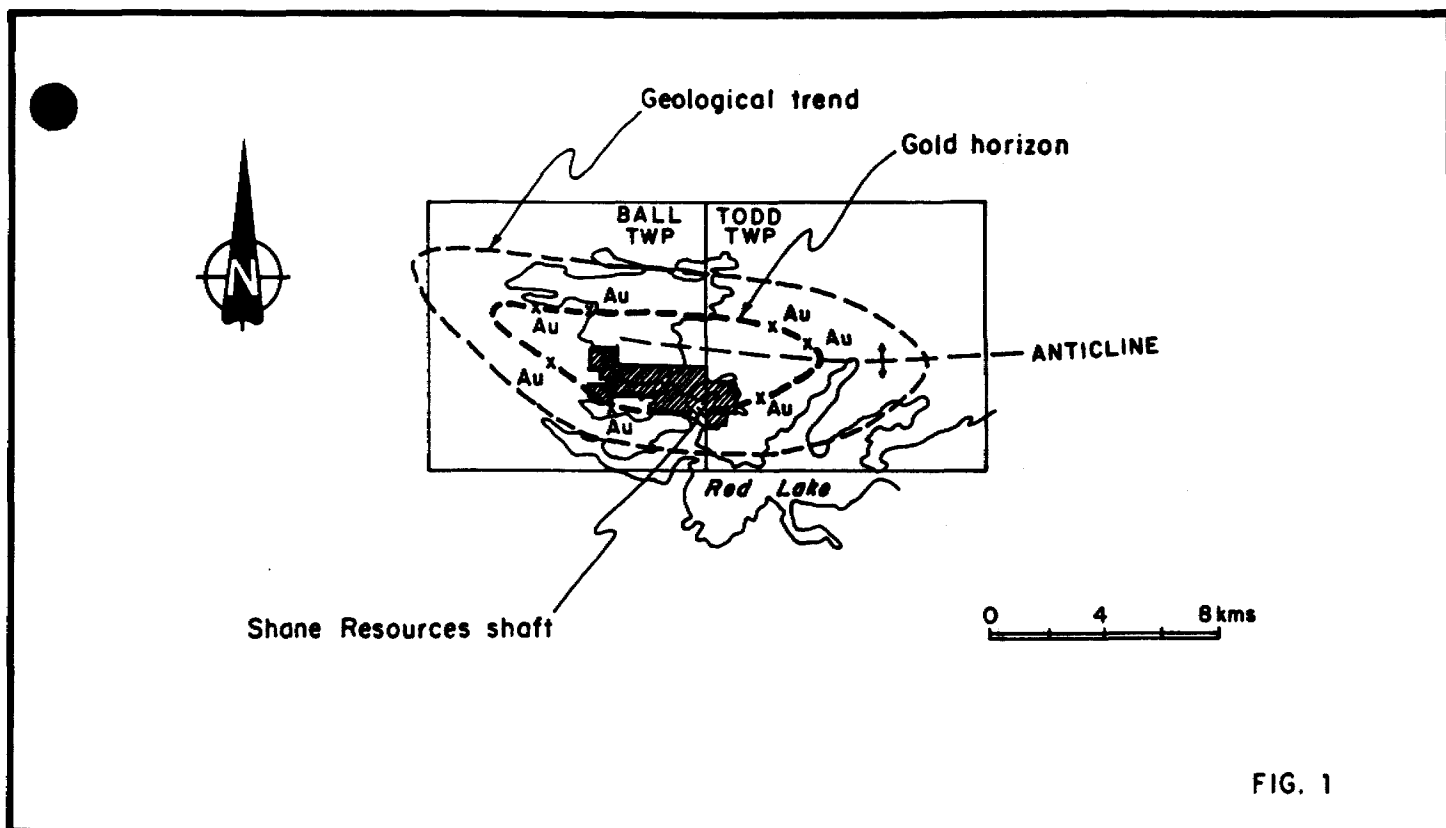 Geological trend
Gold horizon
N
BALL TWP
TODD TWP
Au
Au
Au
Au
Au
Au
Au
ANTICLINE
Red Lake
Shane Resources shaft
0 4 8 kms
FIG. 1